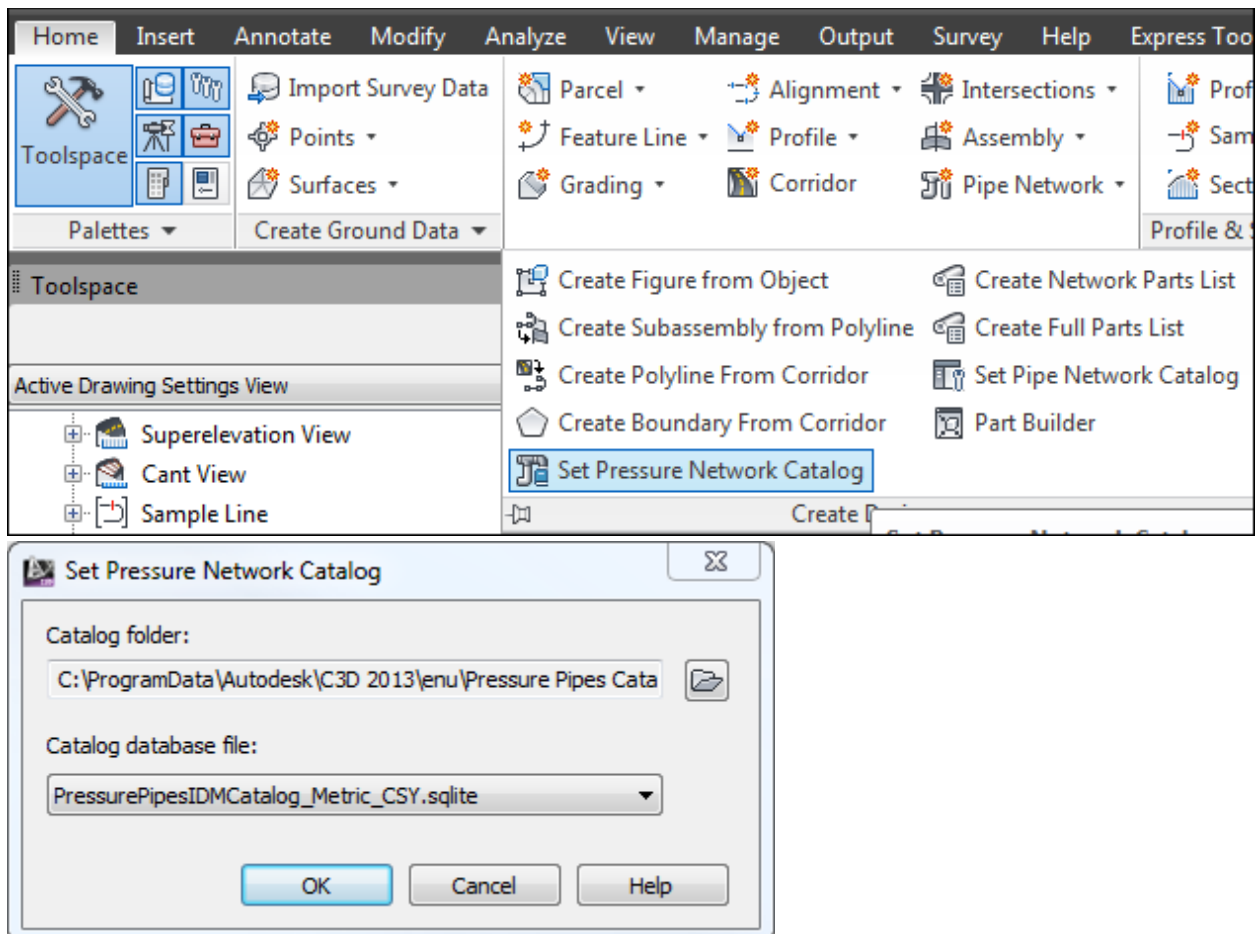 Home Insert Annotate Modify Analyze View Manage Output Survey Help Express Too
Toolspace
Import Survey Data
Points
Surfaces
Parcel
Feature Line
Grading
Alignment
Profile
Corridor
Intersections
Assembly
Pipe Network
Prof
Sam
Sect
Palettes
Create Ground Data
Profile &
Toolspace
Active Drawing Settings View
Superelevation View
Cant View
Sample Line
Create Figure from Object
Create Subassembly from Polyline
Create Polyline From Corridor
Create Boundary From Corridor
Set Pressure Network Catalog
Create Network Parts List
Create Full Parts List
Set Pipe Network Catalog
Part Builder
Create
Set Pressure Network Catalog
Catalog folder:
C:\ProgramData\Autodesk\C3D 2013\enu\Pressure Pipes Cata
Catalog database file:
PressurePipesIDMCatalog_Metric_CSY.sqlite
OK Cancel Help